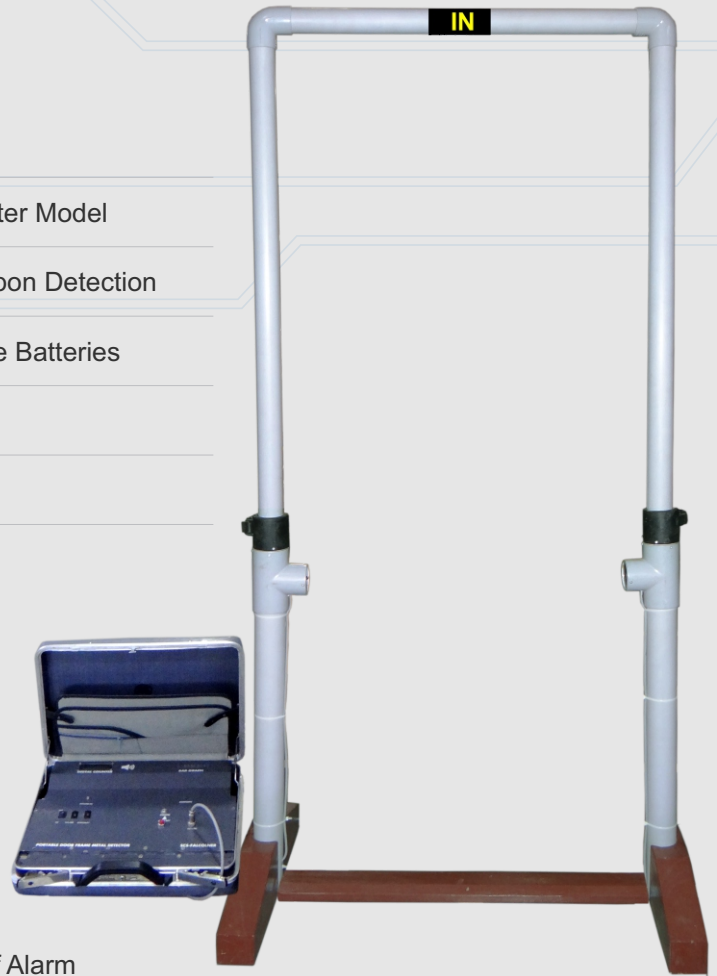 IN
ter Model
pon Detection
e Batteries
PORTABLE DOOR FRAME METAL DETECTOR
f Alarm